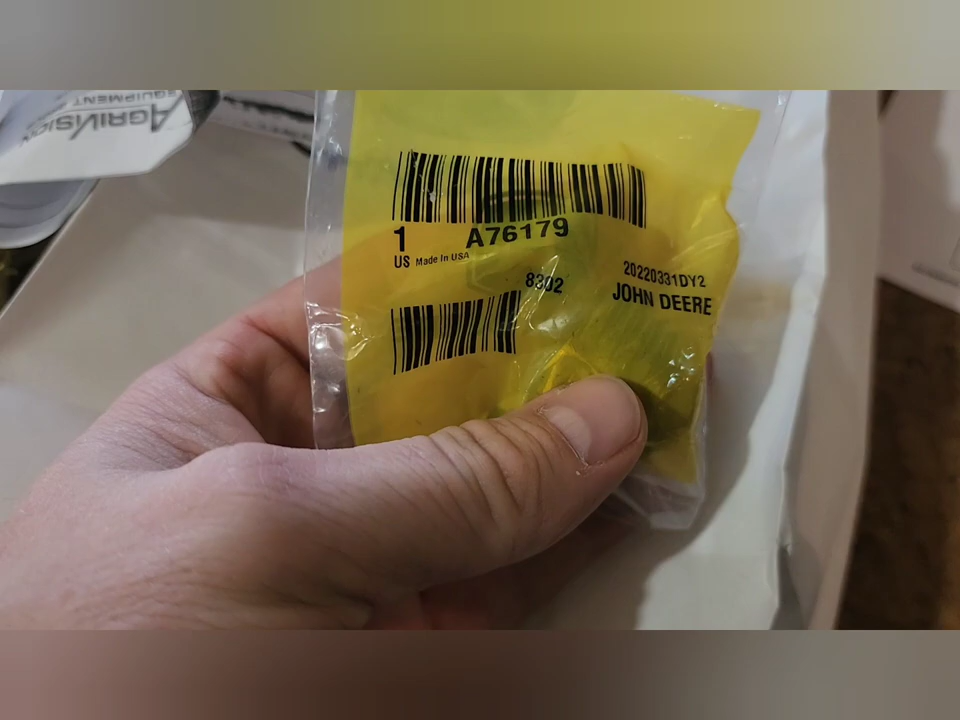 AGRIVISION
EQUIPMENT
1 A76179
US Made In USA
8302
20220331DY2
JOHN DEERE